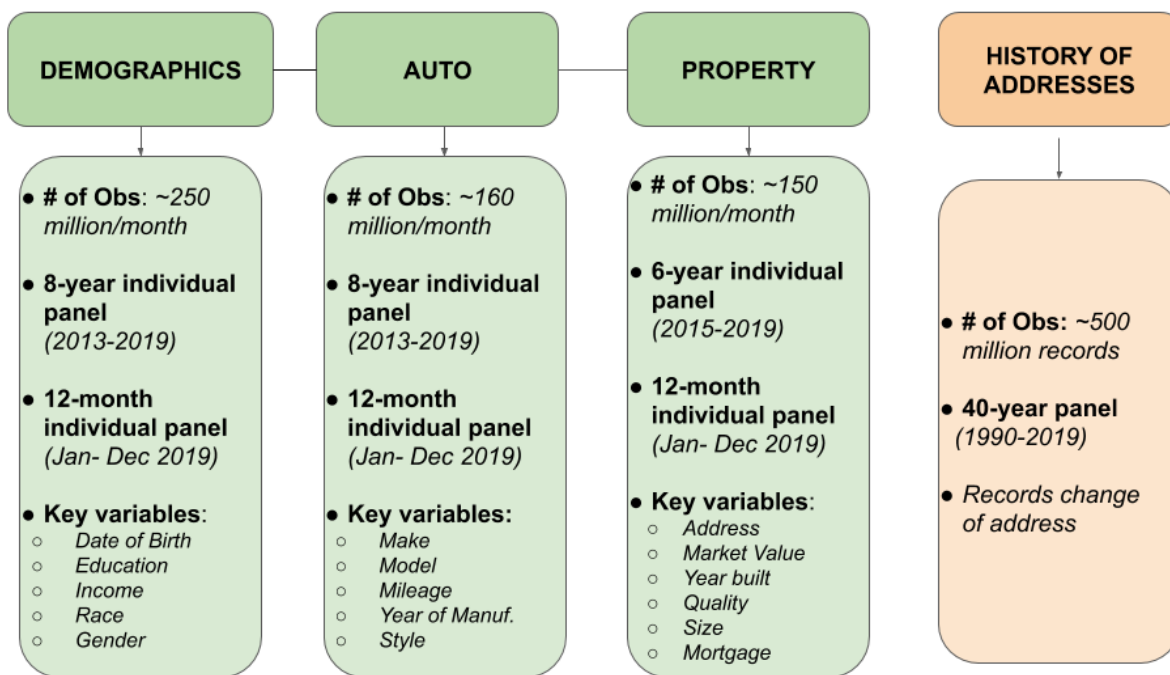 DEMOGRAPHICS
● # of Obs: ~250
million/month
● 8-year individual
panel
(2013-2019)
● 12-month
individual panel
(Jan- Dec 2019)
● Key variables:
○ Date of Birth
○ Education
○ Income
○ Race
○ Gender
AUTO
● # of Obs: ~160
million/month
● 8-year individual
panel
(2013-2019)
● 12-month
individual panel
(Jan- Dec 2019)
● Key variables:
○ Make
○ Model
○ Mileage
○ Year of Manuf.
○ Style
PROPERTY
● # of Obs: ~150
million/month
● 6-year individual
panel
(2015-2019)
● 12-month
individual panel
(Jan- Dec 2019)
● Key variables:
○ Address
○ Market Value
○ Year built
○ Quality
○ Size
○ Mortgage
HISTORY OF
ADDRESSES
● # of Obs: ~500
million records
● 40-year panel
(1990-2019)
● Records change
of address